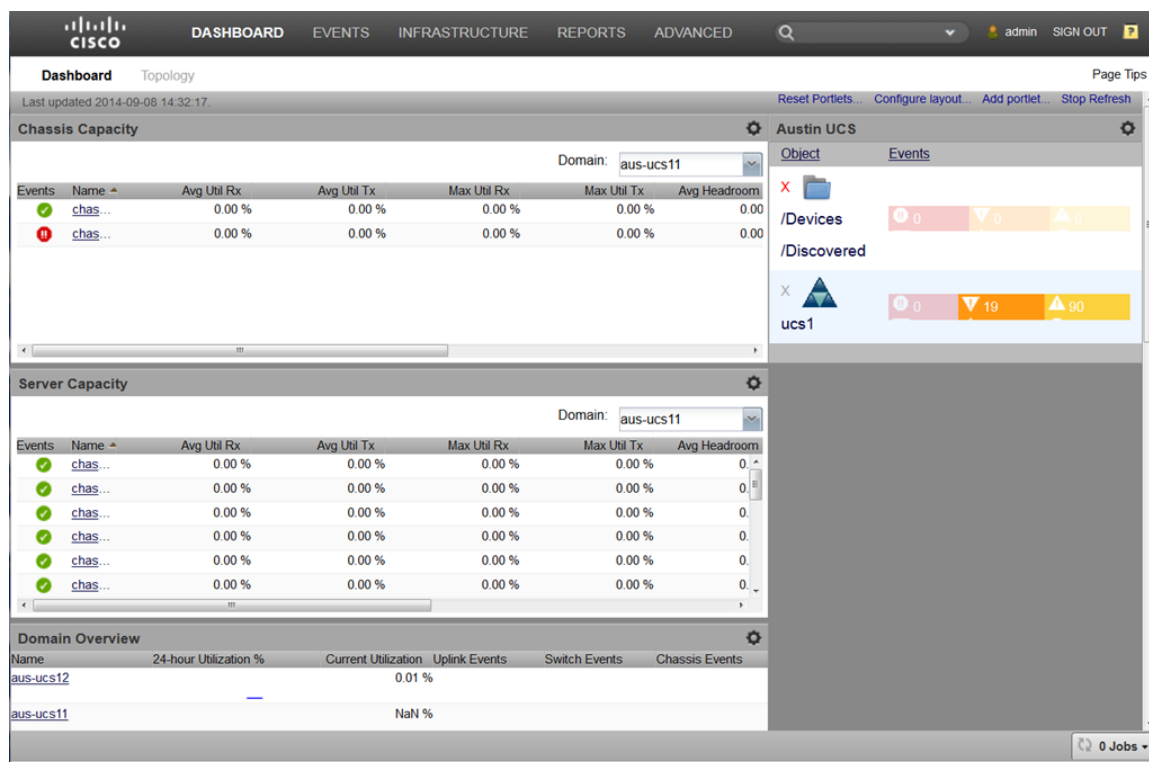 CISCO DASHBOARD EVENTS INFRASTRUCTURE REPORTS ADVANCED admin SIGN OUT ?
Dashboard Topology Page Tips
Last updated 2014-09-08 14:32:17. Reset Portlets... Configure layout... Add portlet... Stop Refresh
Chassis Capacity
Domain: aus-ucs11
Events Name Avg Util Rx Avg Util Tx Max Util Rx Max Util Tx Avg Headroom
chas... 0.00 % 0.00 % 0.00 % 0.00 % 0.00
chas... 0.00 % 0.00 % 0.00 % 0.00 % 0.00
Austin UCS
Object Events
X
/Devices 0 0 0
/Discovered
X
ucs1 0 19 90
Server Capacity
Domain: aus-ucs11
Events Name Avg Util Rx Avg Util Tx Max Util Rx Max Util Tx Avg Headroom
chas... 0.00 % 0.00 % 0.00 % 0.00 % 0.
chas... 0.00 % 0.00 % 0.00 % 0.00 % 0.
chas... 0.00 % 0.00 % 0.00 % 0.00 % 0.
chas... 0.00 % 0.00 % 0.00 % 0.00 % 0.
chas... 0.00 % 0.00 % 0.00 % 0.00 % 0.
chas... 0.00 % 0.00 % 0.00 % 0.00 % 0.
Domain Overview
Name 24-hour Utilization % Current Utilization Uplink Events Switch Events Chassis Events
aus-ucs12 0.01 %
aus-ucs11 NaN %
0 Jobs